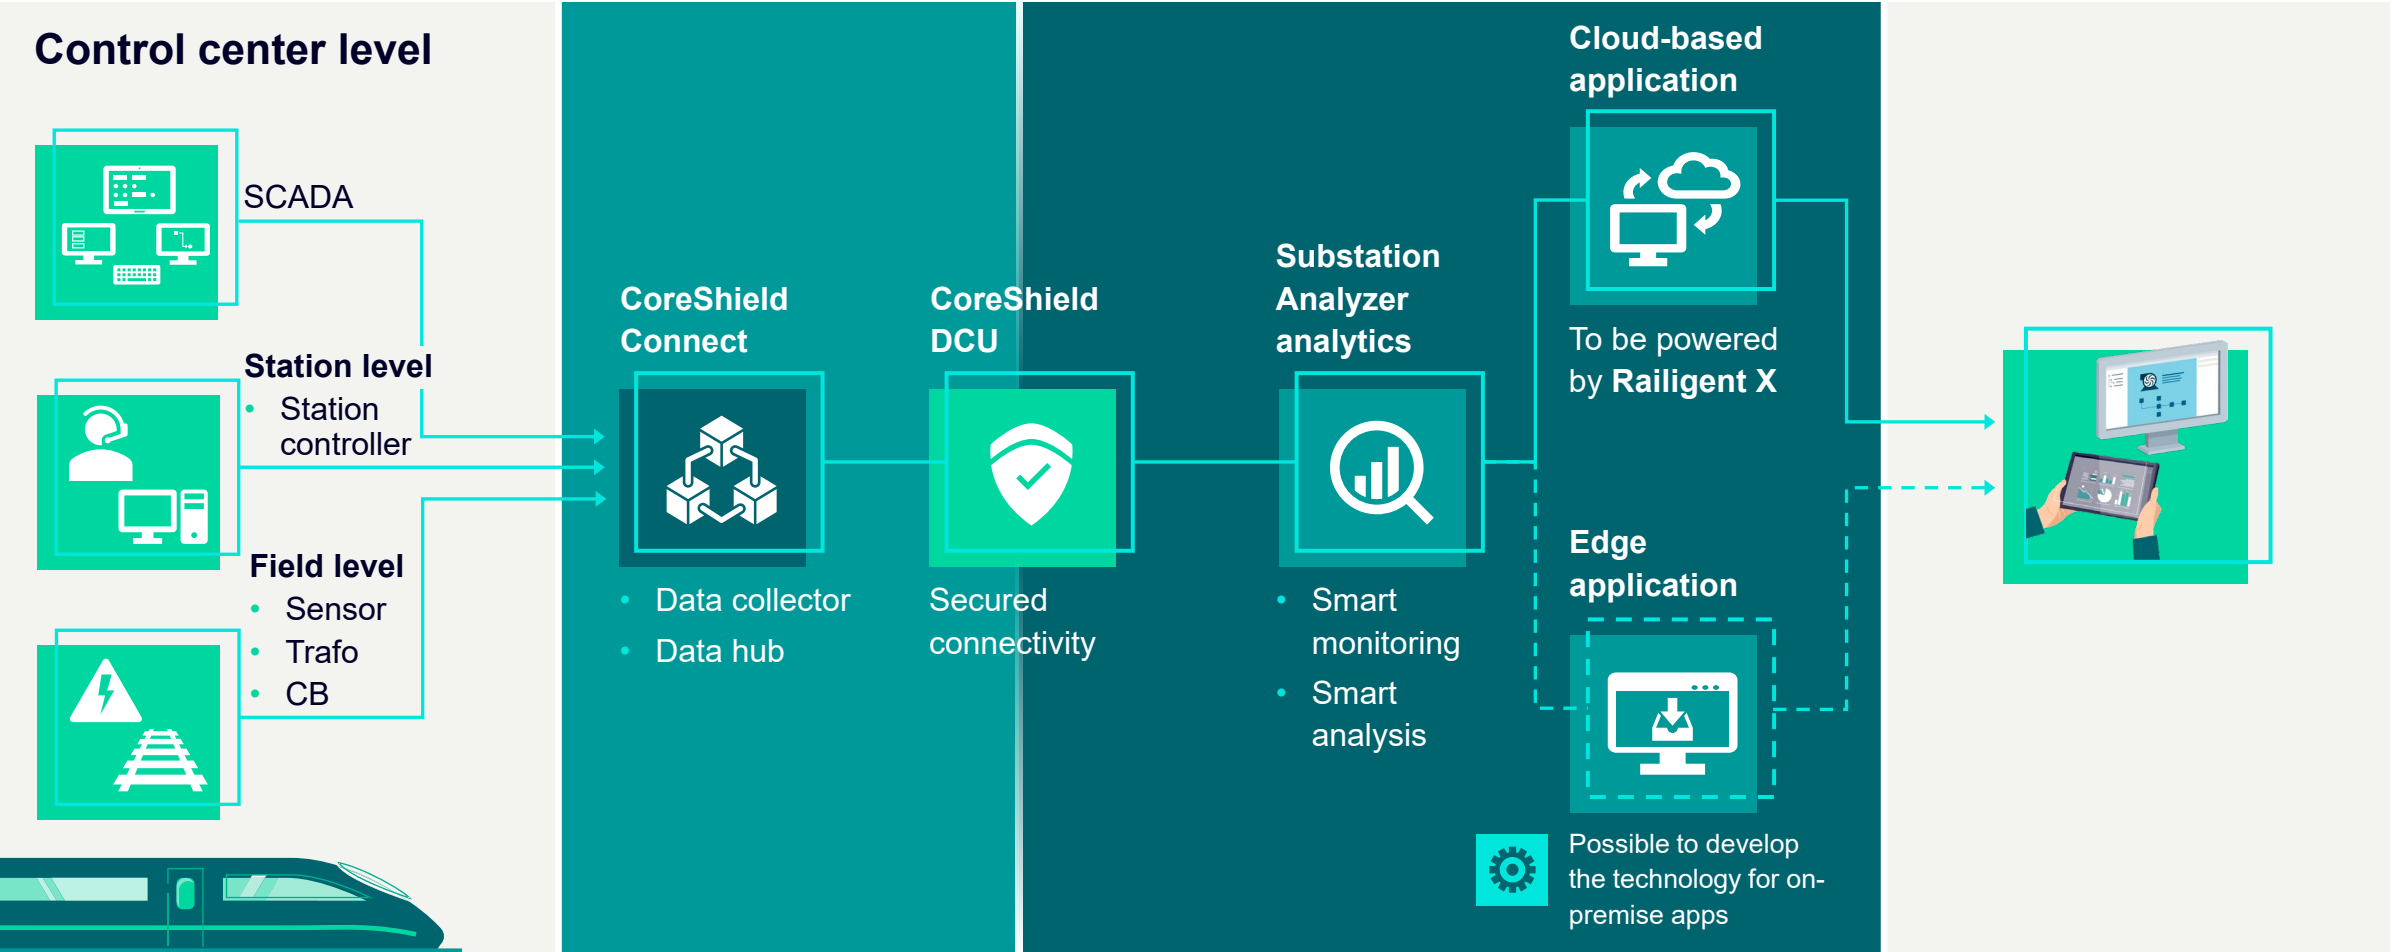 Control center level
SCADA
Station level
• Station
controller
Field level
• Sensor
• Trafo
• CB
CoreShield
Connect
• Data collector
• Data hub
CoreShield
DCU
Secured
connectivity
Substation
Analyzer
analytics
• Smart
monitoring
• Smart
analysis
Cloud-based
application
To be powered
by Railigent X
Edge
application
Possible to develop
the technology for on-
premise apps